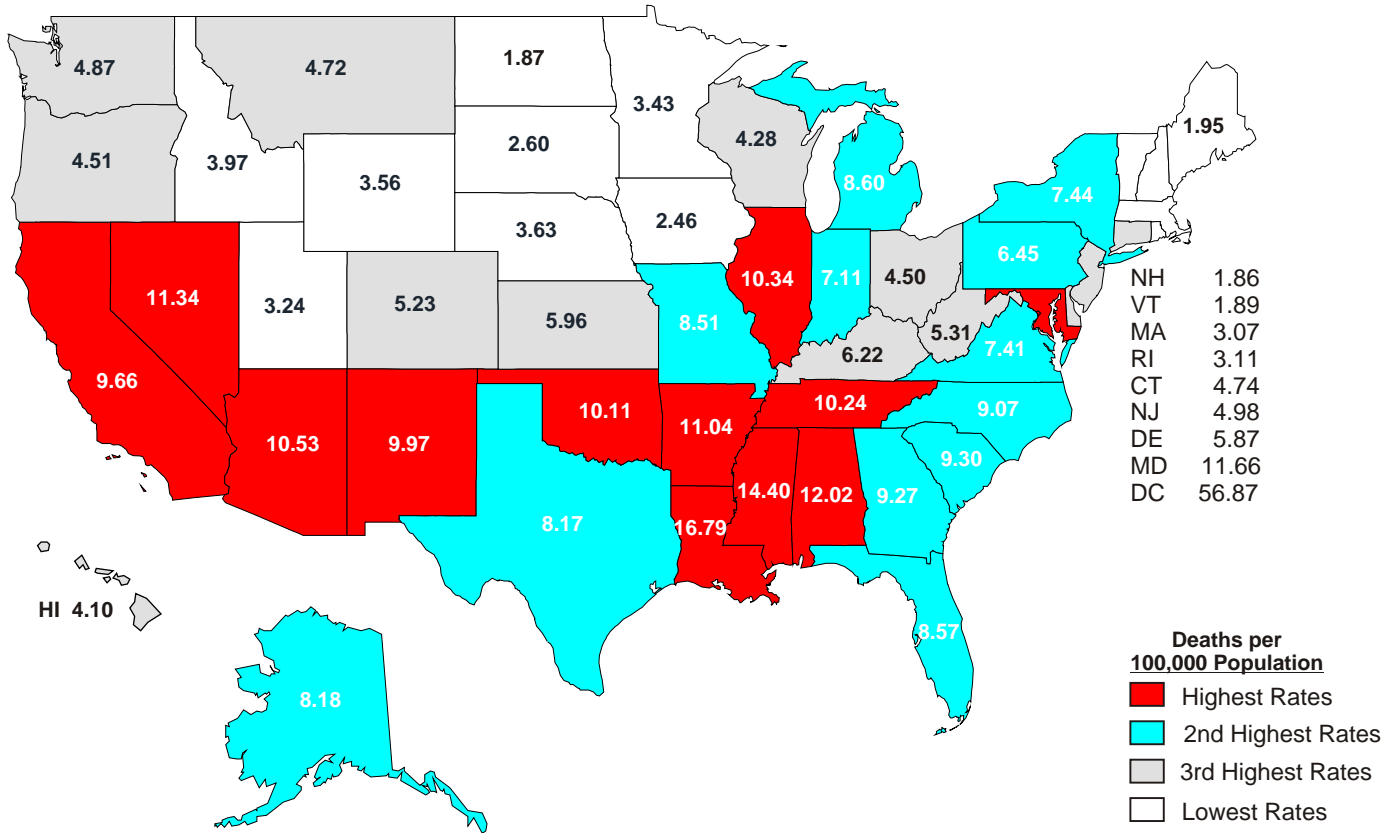 1.87
4.87
4.72
3.43
1.95
4.28
2.60
4.51
3.97
3.56
8.60
7.44
2.46
3.63
6.45
10.34
7.11
4.50
NH 1.86
11.34
3.24
5.23
VT 1.89
5.96
8.51
5.31
MA 3.07
7.41
RI 3.11
6.22
CT 4.74
9.66
10.24
NJ 4.98
10.11
9.07
11.04
DE 5.87
10.53
9.97
9.30
MD 11.66
14.40
12.02
9.27
DC 56.87
16.79
8.17
HI 4.10
8.57
8.18
Deaths per
100,000 Population
Highest Rates
2nd Highest Rates
3rd Highest Rates
Lowest Rates